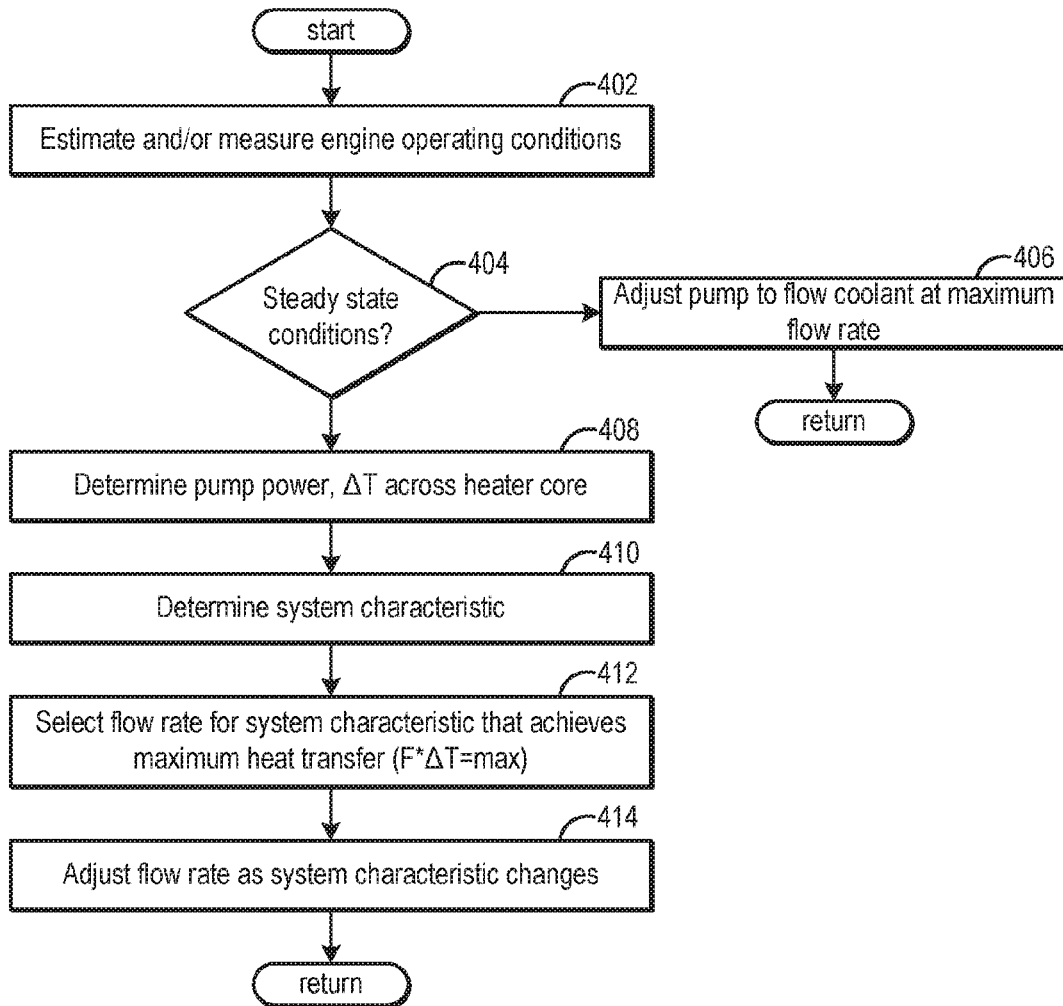 start
402
Estimate and/or measure engine operating conditions
404
Steady state
conditions?
406
Adjust pump to flow coolant at maximum
flow rate
return
408
Determine pump power, ΔT across heater core
410
Determine system characteristic
412
Select flow rate for system characteristic that achieves
maximum heat transfer (F*ΔT=max)
414
Adjust flow rate as system characteristic changes
return